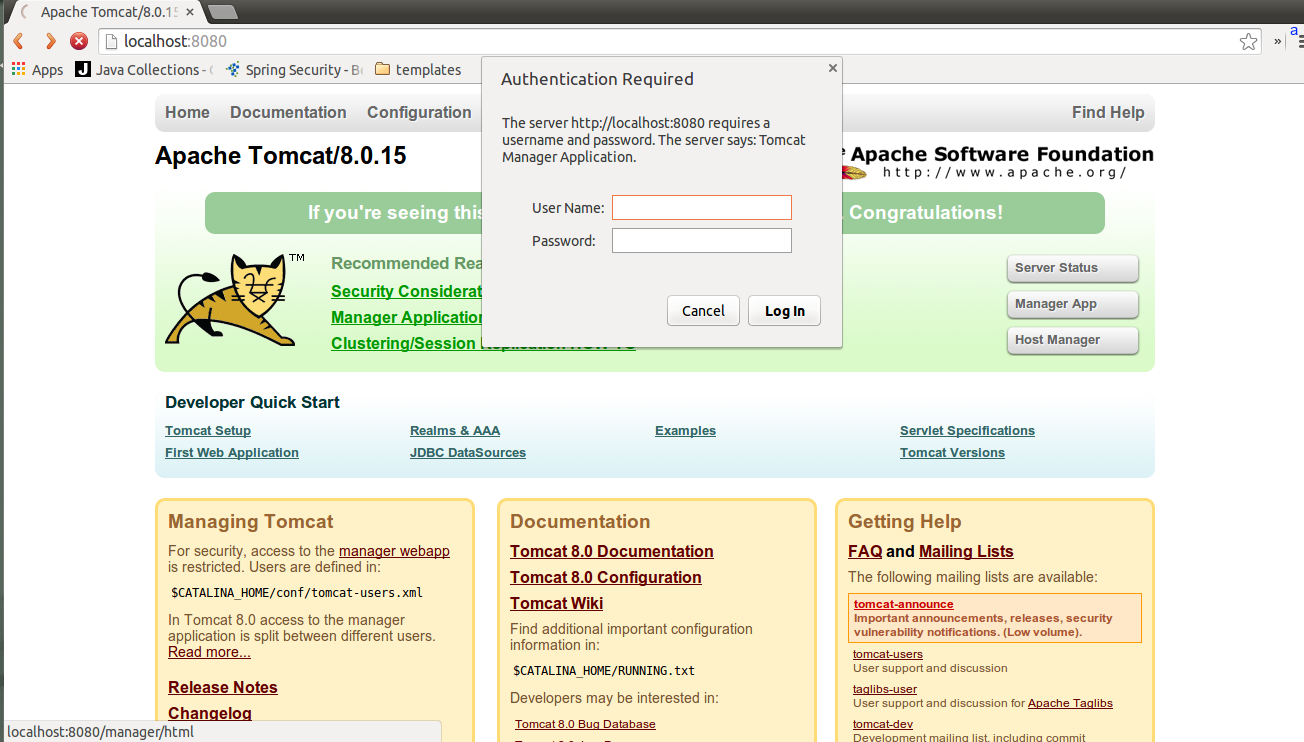 Apache Tomcat/8.0.15
localhost:8080
»
a
Apps
J
Java Collections -
Spring Security -
templates
Authentication Required
The server http://localhost:8080 requires a
username and password. The server says: Tomcat
Manager Application.
User Name:
Password:
Cancel
Log In
Home Documentation Configuration
Find Help
Apache Tomcat/8.0.15
Apache Software Foundation
http://www.apache.org/
If you're seeing this
Congratulations!
TM
Recommended
Security
Manager Application
Clustering/Session
Server Status
Manager App
Host Manager
Developer Quick Start
Tomcat Setup
First Web Application
Realms & AAA
JDBC DataSources
Examples
Servlet Specifications
Tomcat Versions
Managing Tomcat
For security, access to the manager webapp
is restricted. Users are defined in:
$CATALINA_HOME/conf/tomcat-users.xml
In Tomcat 8.0 access to the manager
application is split between different users.
Read more...
Release Notes
Changelog
Documentation
Tomcat 8.0 Documentation
Tomcat 8.0 Configuration
Tomcat Wiki
Find additional important configuration
information in:
$CATALINA_HOME/RUNNING.txt
Developers may be interested in:
Tomcat 8.0 Bug Database
Getting Help
FAQ and Mailing Lists
The following mailing lists are available:
tomcat-announce
Important announcements, releases, security
vulnerability notifications. (Low volume).
tomcat-users
User support and discussion
taglibs-user
User support and discussion for Apache Taglibs
tomcat-dev
Development mailing list, including commit
localhost:8080/manager/html